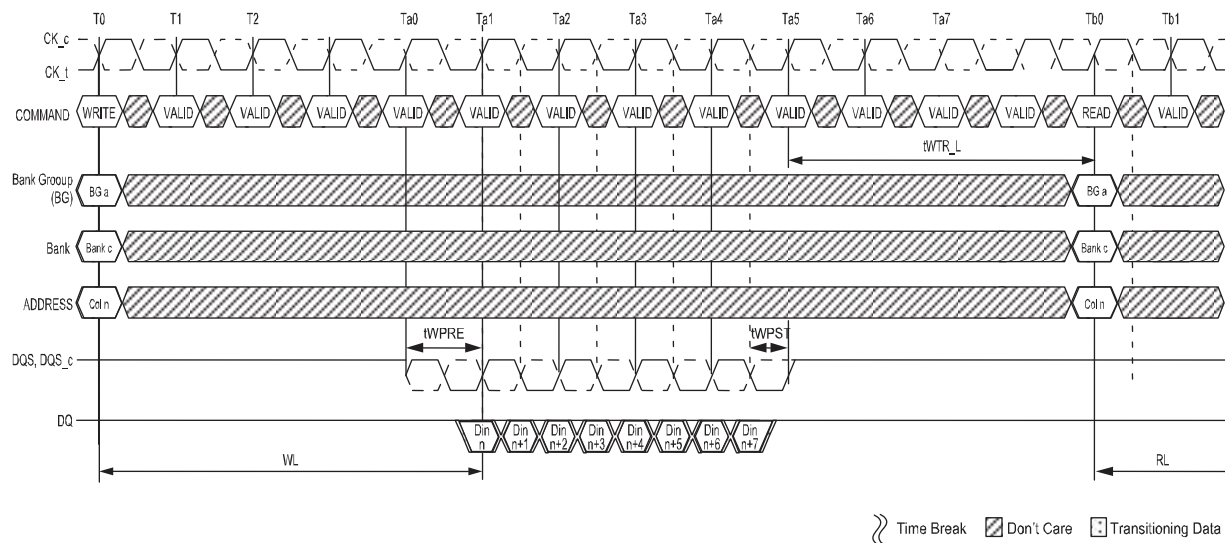 T0 T1 T2 Ta0 Ta1 Ta2 Ta3 Ta4 Ta5 Ta6 Ta7 Tb0 Tb1
CK_c
CK_t
COMMAND WRITE VALID VALID VALID VALID VALID VALID VALID VALID VALID VALID VALID VALID READ VALID
tWTR_L
Bank Grooup
(BG) BG a BG a
Bank Bank c Bank c
ADDRESS Col n Col n
tWPRE tWPST
DQS, DQS_c
DQ Din n Din n+1 Din n+2 Din n+3 Din n+4 Din n+5 Din n+6 Din n+7
WL RL
Time Break Don't Care Transitioning Data